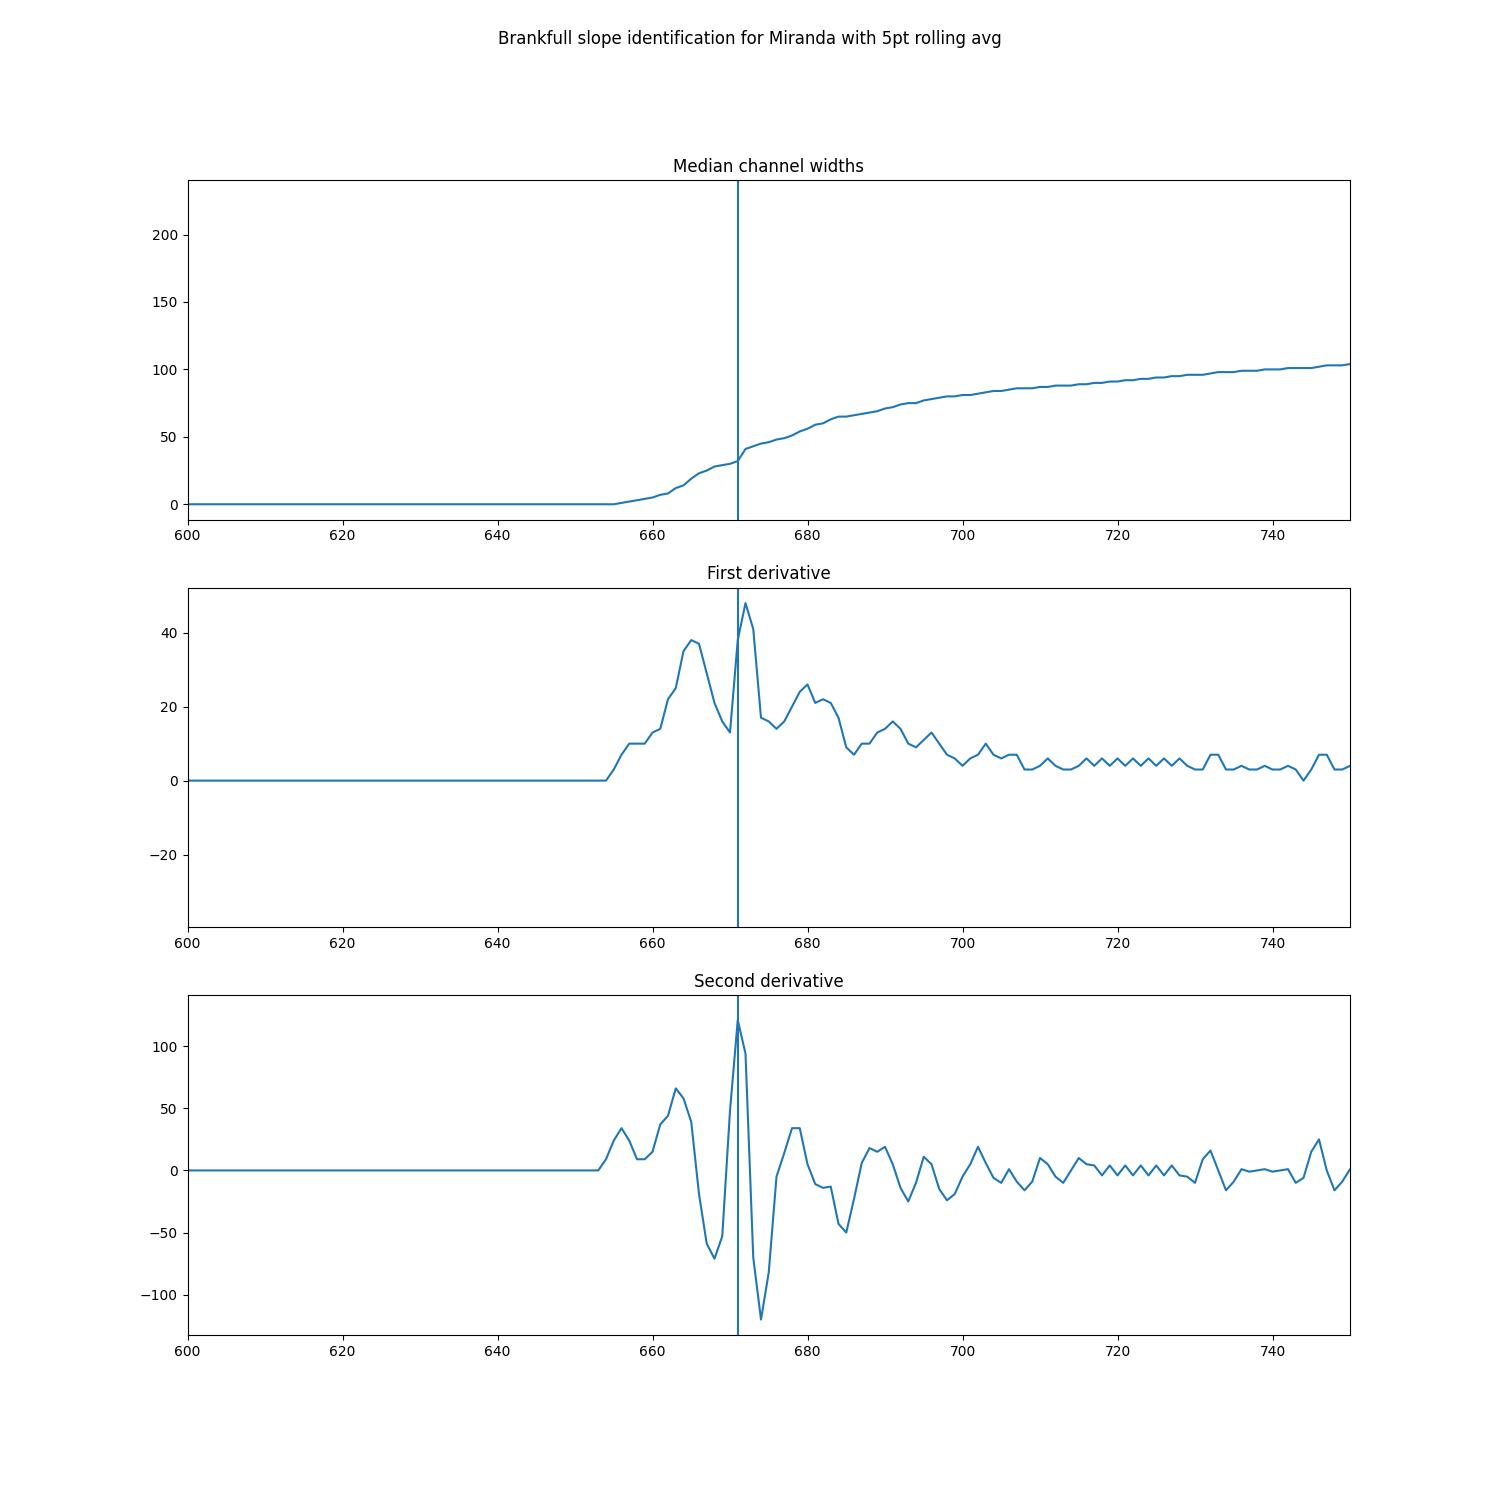 Brankfull slope identification for Miranda with 5pt rolling avg
Median channel widths
200
150
100
50
0
600 620 640 660 680 700 720 740
First derivative
40
20
0
−20
600 620 640 660 680 700 720 740
Second derivative
100
50
0
−50
−100
600 620 640 660 680 700 720 740